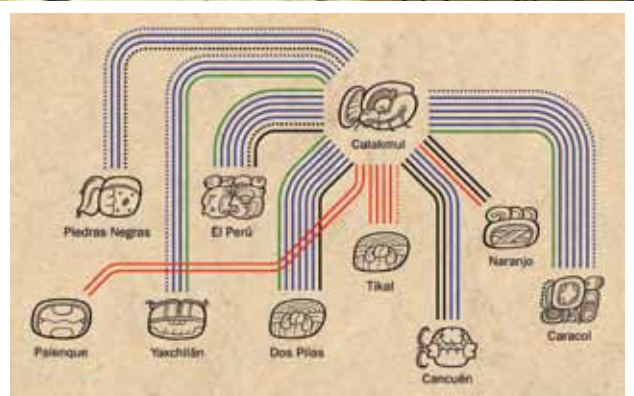 Calakmul
Piedras Negras
El Perú
Naranjo
Tikal
Caracol
Palenque
Yaxchilán
Dos Pilas
Cancuén